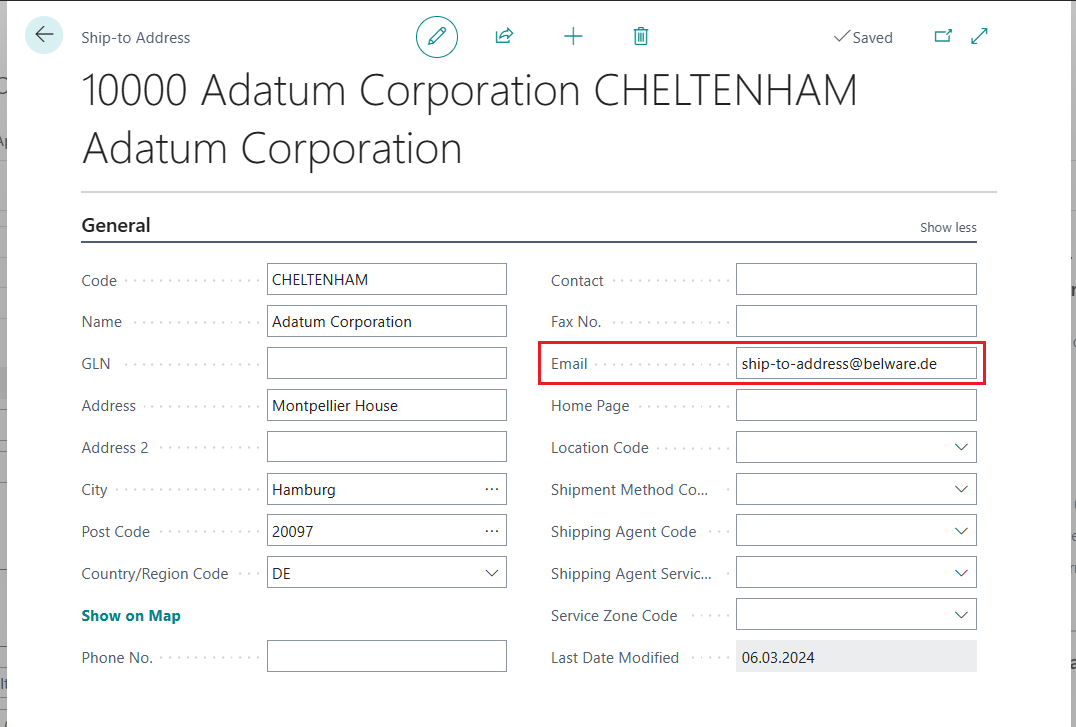 Ship-to Address
Saved
10000 Adatum Corporation CHELTENHAM
Adatum Corporation
General
Show less
Code CHELTENHAM
Name Adatum Corporation
GLN
Address Montpellier House
Address 2
City Hamburg ...
Post Code 20097 ...
Country/Region Code DE
Show on Map
Phone No.
Contact
Fax No.
Email ship-to-address@belware.de
Home Page
Location Code
Shipment Method Co...
Shipping Agent Code
Shipping Agent Servic...
Service Zone Code
Last Date Modified 06.03.2024